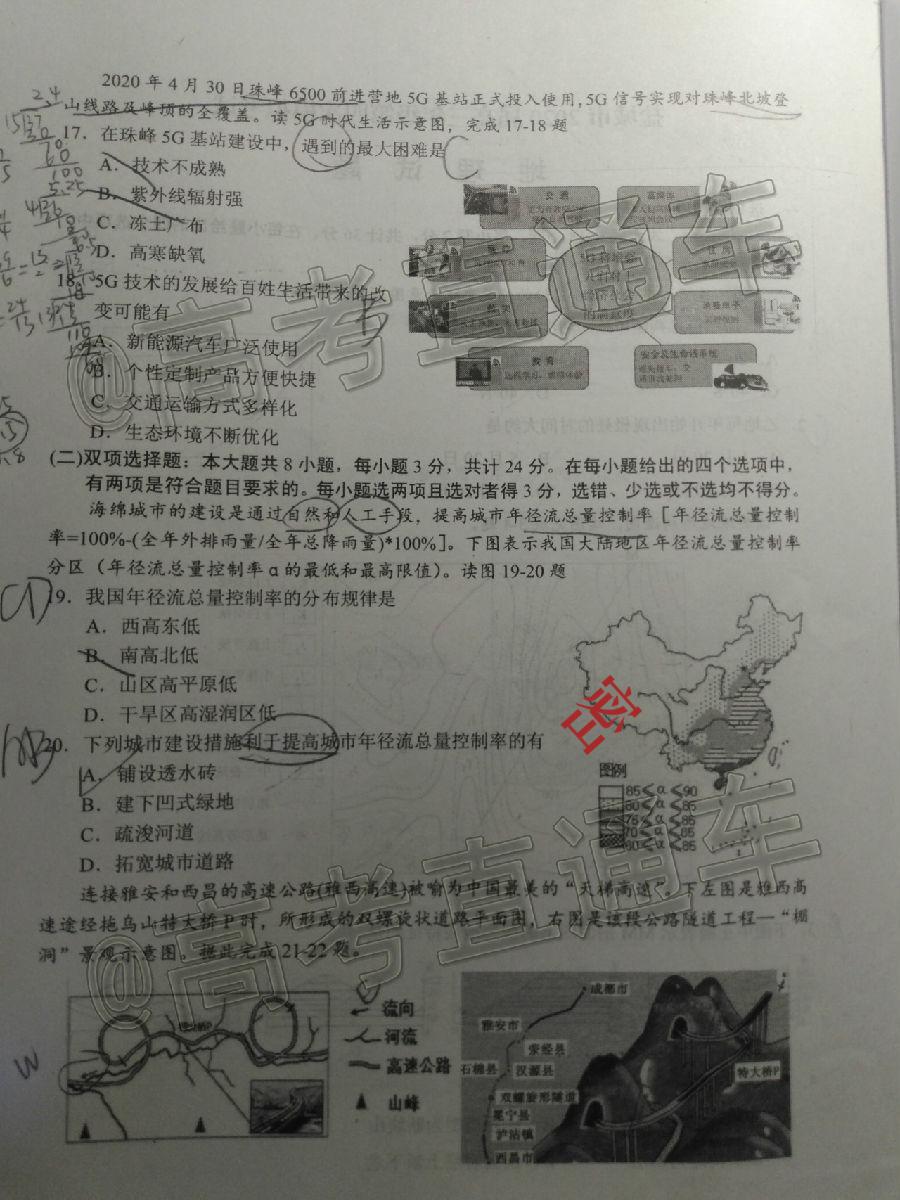 2020 年 4 月 30 日珠峰 6500 前进营地 5G 基站正式投入使用,5G 信号实现对珠峰北坡登
山线路及峰顶的全覆盖。读 5G 时代生活示意图，完成 17-18 题
17．在珠峰 5G 基站建设中，遇到的最大困难是
A．技术不成熟
B．紫外线辐射强
C．冻土广布
D．高寒缺氧
18．5G 技术的发展给百姓生活带来的改
变可能有
A．新能源汽车广泛使用
B．个性定制产品方便快捷
C．交通运输方式多样化
D．生态环境不断优化
交通
医疗
教育
(二)双项选择题：本大题共 8 小题，每小题 3 分，共计 24 分。在每小题给出的四个选项中，
有两项是符合题目要求的。每小题选两项且选对者得 3 分，选错、少选或不选均不得分。
海绵城市的建设是通过自然和人工手段，提高城市年径流总量控制率［年径流总量控制
率=100%-(全年外排雨量/全年总降雨量)*100%］。下图表示我国大陆地区年径流总量控制率
分区（年径流总量控制率α的最低和最高限值）。读图 19-20 题
19．我国年径流总量控制率的分布规律是
A．西高东低
B．南高北低
C．山区高平原低
D．干旱区高湿润区低
密
20．下列城市建设措施利于提高城市年径流总量控制率的有
A．铺设透水砖
B．建下凹式绿地
C．疏浚河道
D．拓宽城市道路
图例
85≤α≤90
80≤α≤85
75≤α≤85
70≤α≤85
60≤α≤85
连接雅安和西昌的高速公路(雅西高速)被喻为中国最美的“天梯高速”。下左图是雄西高
速途经拖乌山特大桥P时，所形成的双螺旋状道路平面图，右图是该段公路隧道工程—“棚
洞”景观示意图。据此完成 21-22 题。
流向
河流
高速公路
山峰
成都市
雅安市
荥经县
石棉县
汉源县
特大桥P
双螺旋形隧道
冕宁县
泸沽镇
西昌市
@高考直通车
@高考直通车
@高考直通车